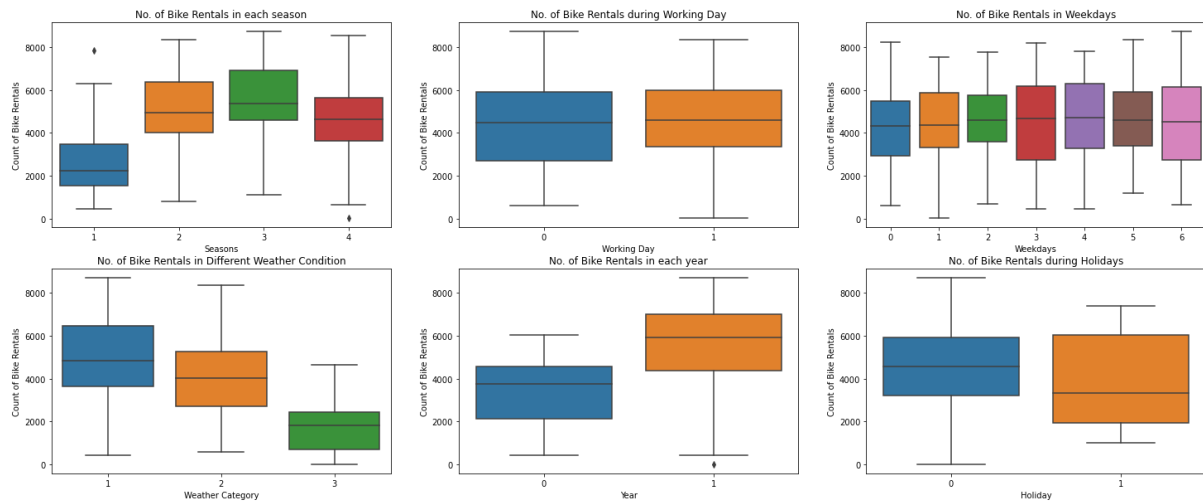 No. of Bike Rentals in each season
Count of Bike Rentals
8000
6000
4000
2000
0
1 2 3 4
Seasons
No. of Bike Rentals during Working Day
Count of Bike Rentals
8000
6000
4000
2000
0
0 1
Working Day
No. of Bike Rentals in Weekdays
Count of Bike Rentals
8000
6000
4000
2000
0
0 1 2 3 4 5 6
Weekdays
No. of Bike Rentals in Different Weather Condition
Count of Bike Rentals
8000
6000
4000
2000
0
1 2 3
Weather Category
No. of Bike Rentals in each year
Count of Bike Rentals
8000
6000
4000
2000
0
0 1
Year
No. of Bike Rentals during Holidays
Count of Bike Rentals
8000
6000
4000
2000
0
0 1
Holiday